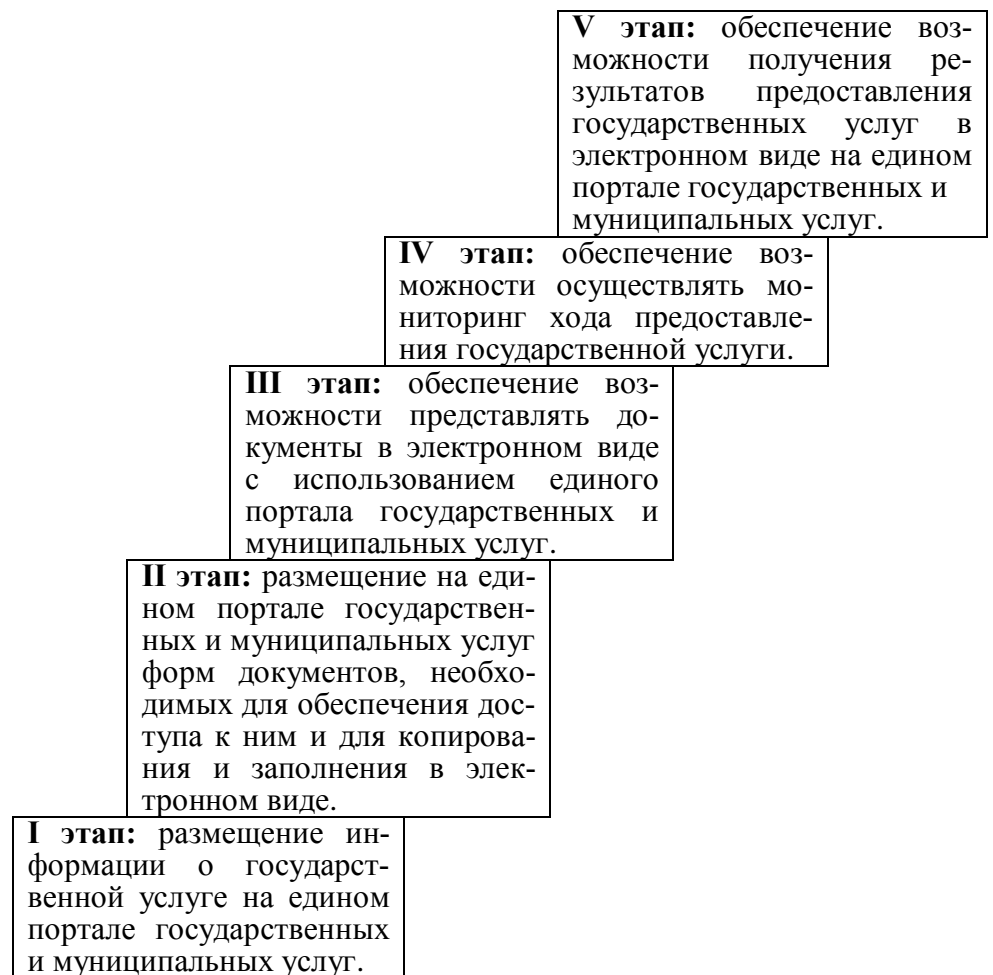 V этап: обеспечение воз-
можности получения ре-
зультатов предоставления
государственных услуг в
электронном виде на едином
портале государственных и
муниципальных услуг.
IV этап: обеспечение воз-
можности осуществлять мо-
ниторинг хода предоставле-
ния государственной услуги.
III этап: обеспечение воз-
можности представлять до-
кументы в электронном виде
с использованием единого
портала государственных и
муниципальных услуг.
II этап: размещение на еди-
ном портале государствен-
ных и муниципальных услуг
форм документов, необхо-
димых для обеспечения дос-
тупа к ним и для копирова-
ния и заполнения в элек-
тронном виде.
I этап: размещение ин-
формации о государст-
венной услуге на едином
портале государственных
и муниципальных услуг.